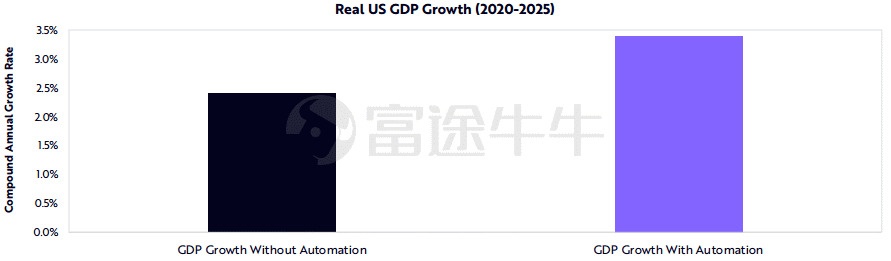 Real US GDP Growth (2020-2025)
Compound Annual Growth Rate
3.5%
3.0%
2.5%
2.0%
1.5%
1.0%
0.5%
0.0%
富途牛牛
GDP Growth Without Automation
GDP Growth With Automation